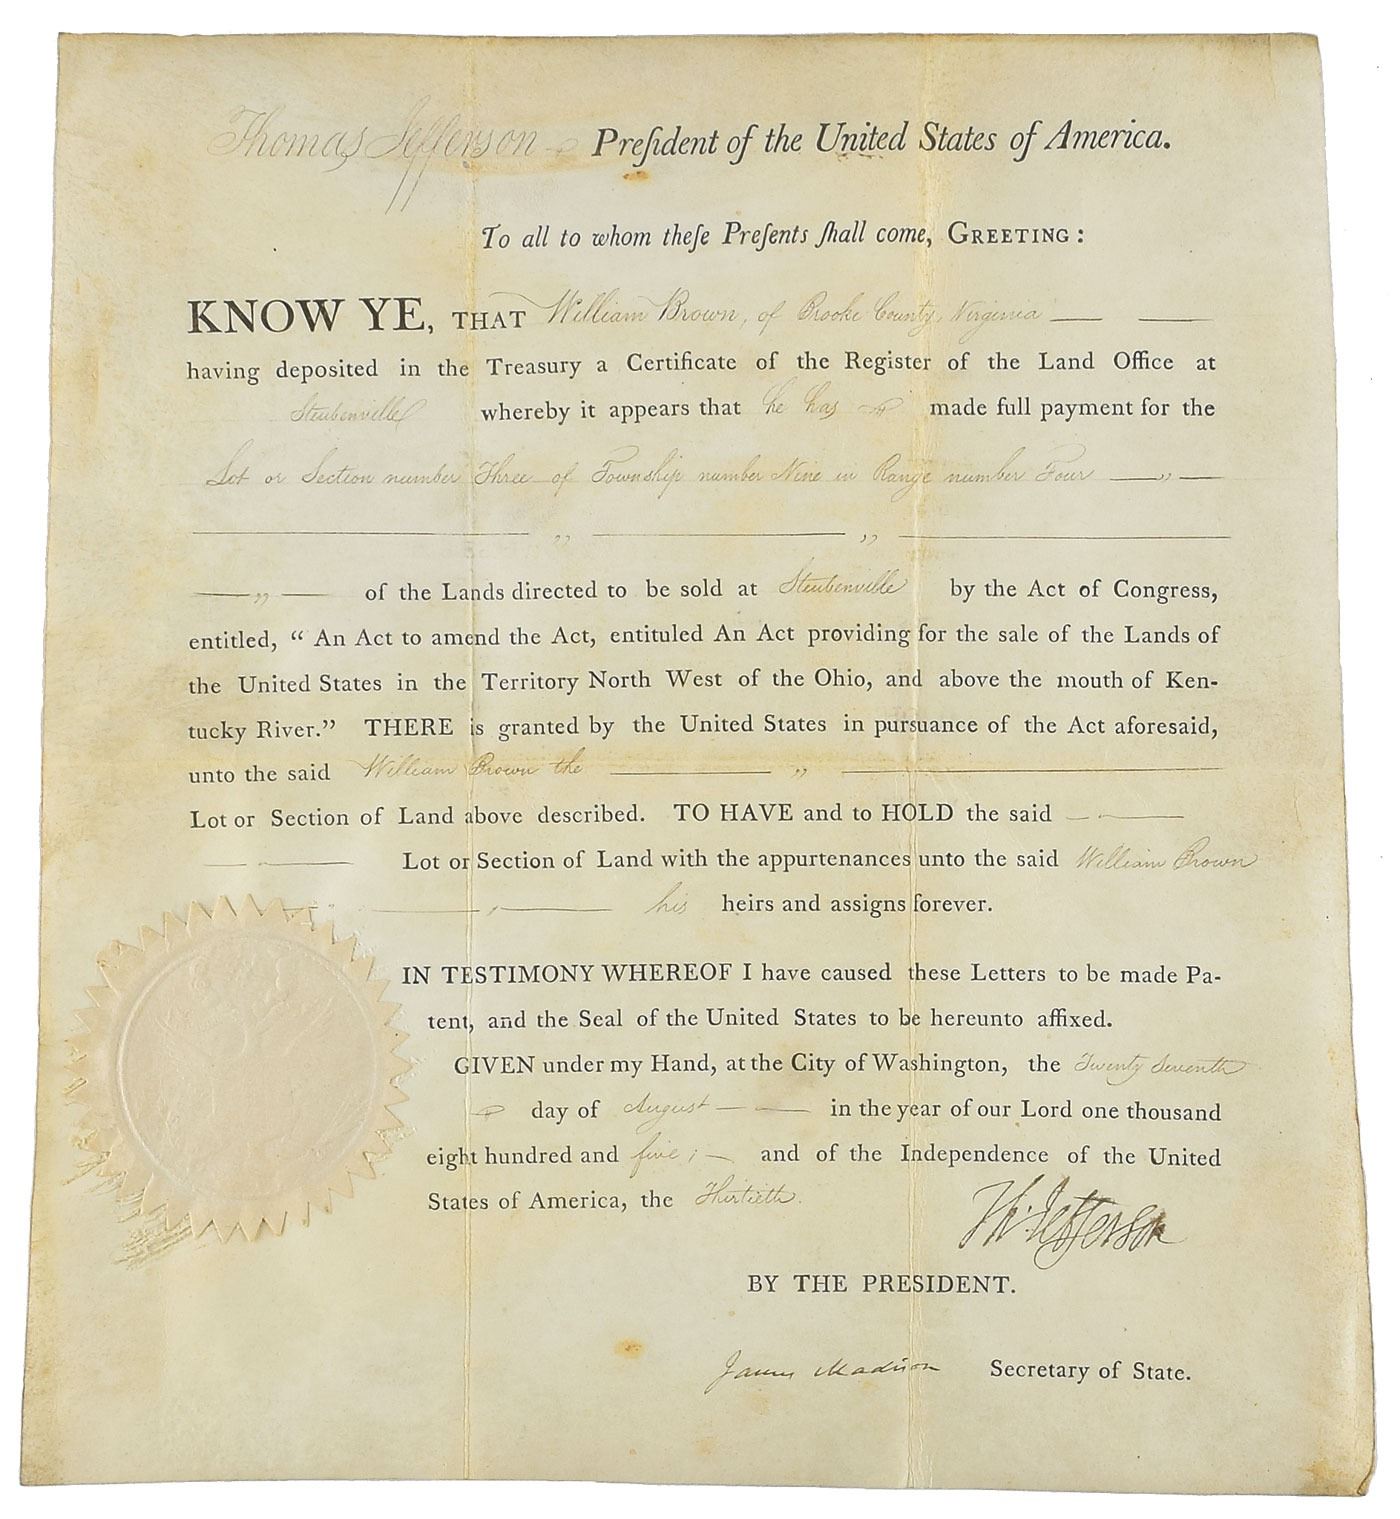 Thomas Jefferson Preſident of the United States of America.
To all to whom theſe Preſents ſhall come, GREETING:
KNOW YE, THAT William Brown, of Brooke County, Virginia
having deposited in the Treasury a Certificate of the Register of the Land Office at
Steubenville whereby it appears that he has made full payment for the
Lot or Section number Three of Township number Nine in Range number Four
of the Lands directed to be sold at Steubenville by the Act of Congress,
entitled, “ An Act to amend the Act, entituled An Act providing for the sale of the Lands of
the United States in the Territory North West of the Ohio, and above the mouth of Ken-
tucky River.” THERE is granted by the United States in pursuance of the Act aforesaid,
unto the said William Brown the
Lot or Section of Land above described. TO HAVE and to HOLD the said
Lot or Section of Land with the appurtenances unto the said William Brown
his heirs and assigns forever.
IN TESTIMONY WHEREOF I have caused these Letters to be made Pa-
tent, and the Seal of the United States to be hereunto affixed.
GIVEN under my Hand, at the City of Washington, the Twenty Seventh
day of August in the year of our Lord one thousand
eight hundred and five; and of the Independence of the United
States of America, the Thirtieth.
Th: Jefferson
BY THE PRESIDENT.
James Madison Secretary of State.